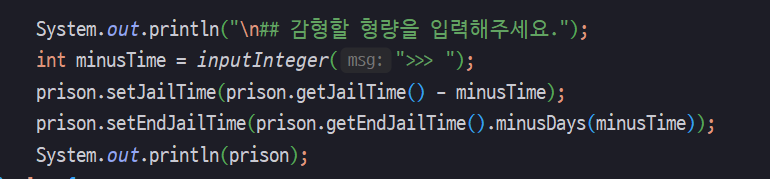 System.out.println("\n## 감형할 형량을 입력해주세요.");
int minusTime = inputInteger( msg: ">>> ");
prison.setJailTime(prison.getJailTime() - minusTime);
prison.setEndJailTime(prison.getEndJailTime().minusDays(minusTime));
System.out.println(prison);